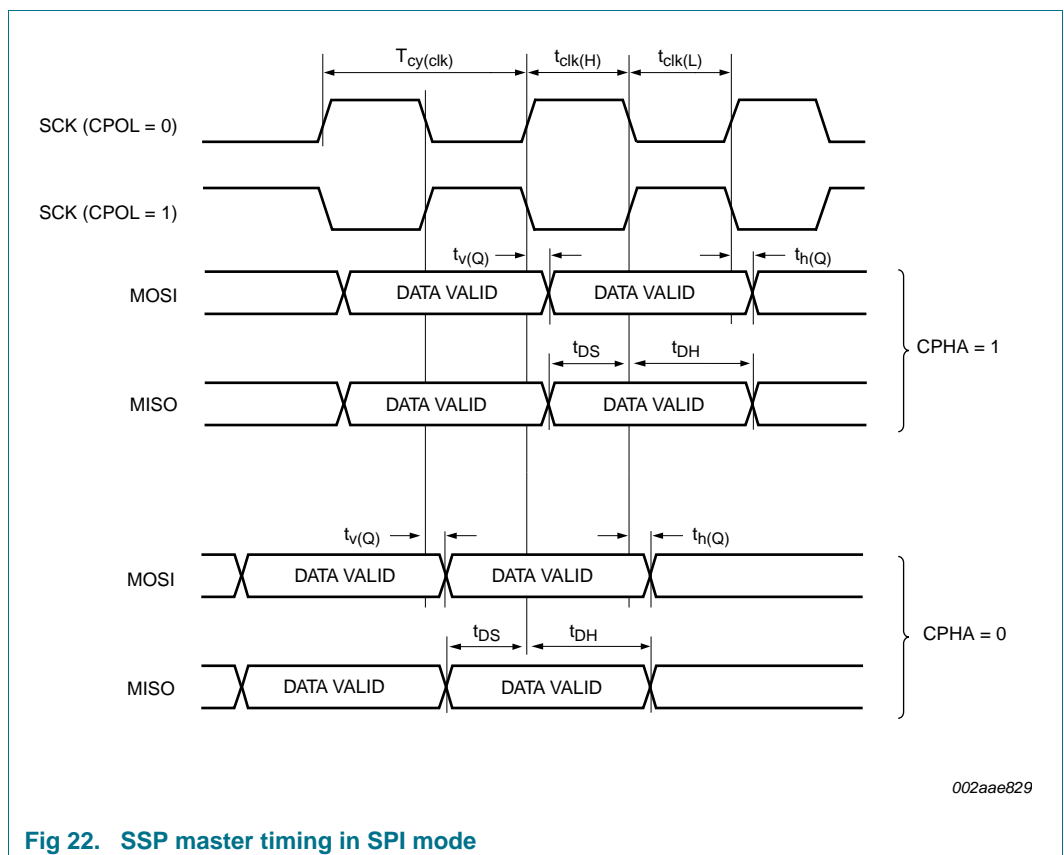 Tcy(clk) tclk(H) tclk(L)
SCK (CPOL = 0)
SCK (CPOL = 1)
tv(Q) th(Q)
MOSI DATA VALID DATA VALID
tDS tDH CPHA = 1
MISO DATA VALID DATA VALID
tv(Q) th(Q)
MOSI DATA VALID DATA VALID
tDS tDH CPHA = 0
MISO DATA VALID DATA VALID
002aae829
Fig 22. SSP master timing in SPI mode